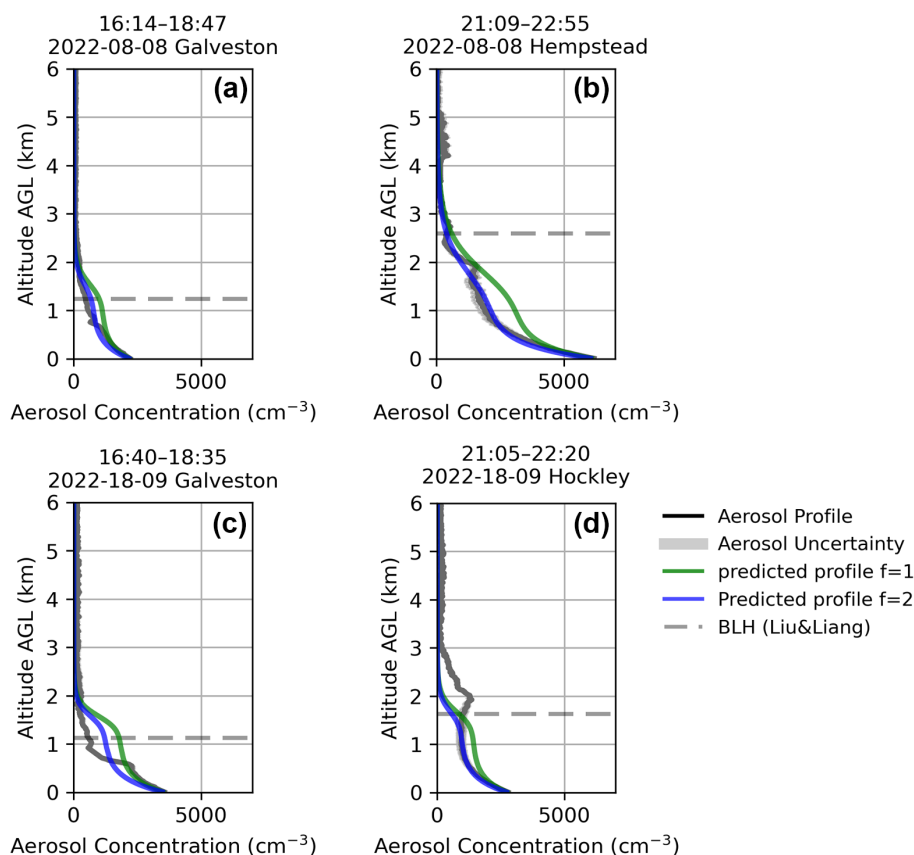 16:14–18:47
2022-08-08 Galveston
(a)
6
5
4
3
2
1
0
Altitude AGL (km)
0 5000
Aerosol Concentration (cm⁻³)
21:09–22:55
2022-08-08 Hempstead
(b)
6
5
4
3
2
1
0
Altitude AGL (km)
0 5000
Aerosol Concentration (cm⁻³)
16:40–18:35
2022-18-09 Galveston
(c)
6
5
4
3
2
1
0
Altitude AGL (km)
0 5000
Aerosol Concentration (cm⁻³)
21:05–22:20
2022-18-09 Hockley
(d)
6
5
4
3
2
1
0
Altitude AGL (km)
0 5000
Aerosol Concentration (cm⁻³)
Aerosol Profile
Aerosol Uncertainty
predicted profile f=1
Predicted profile f=2
BLH (Liu&Liang)